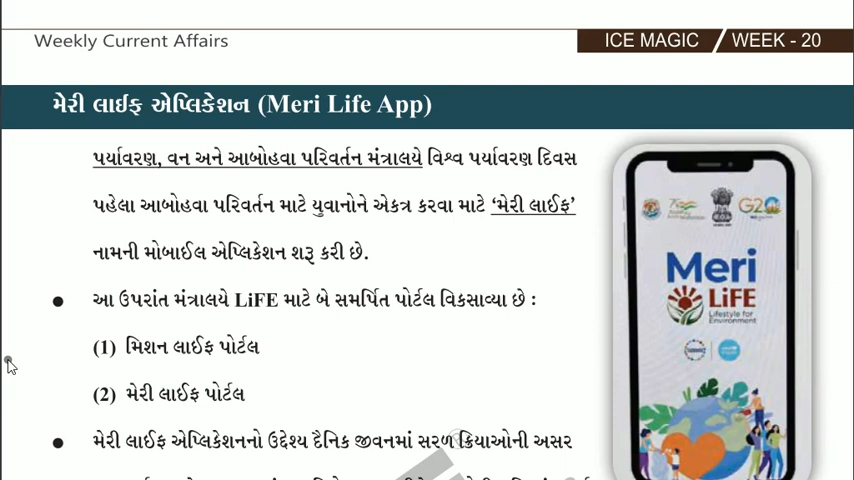 Weekly Current Affairs
ICE MAGIC / WEEK - 20
મેરી લાઈફ એપ્લિકેશન (Meri Life App)
પર્યાવરણ, વન અને આબોહવા પરિવર્તન મંત્રાલયે વિશ્વ પર્યાવરણ દિવસ
પહેલા આબોહવા પરિવર્તન માટે યુવાનોને એકત્ર કરવા માટે ‘મેરી લાઈફ’
નામની મોબાઈલ એપ્લિકેશન શરૂ કરી છે.
● આ ઉપરાંત મંત્રાલયે LiFE માટે બે સમર્પિત પોર્ટલ વિકસાવ્યા છે :
(1) મિશન લાઈફ પોર્ટલ
(2) મેરી લાઈફ પોર્ટલ
● મેરી લાઈફ એપ્લિકેશનનો ઉદ્દેશ્ય દૈનિક જીવનમાં સરળ ક્રિયાઓની અસર
G20
Meri
LiFE
Lifestyle for
Environment